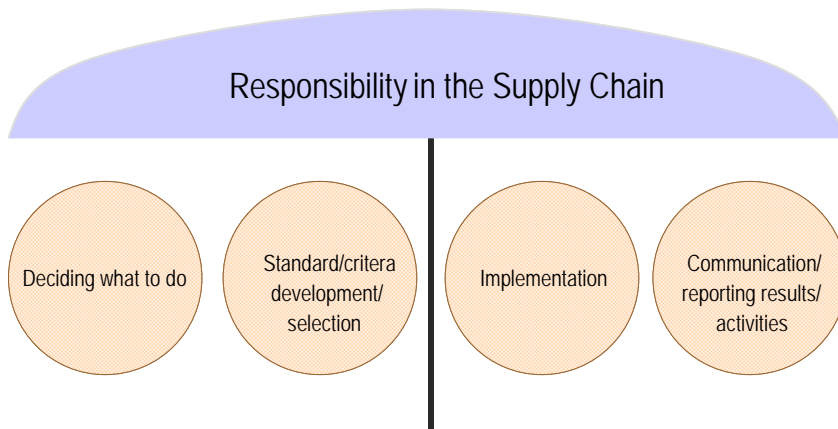 Responsibility in the Supply Chain
Deciding what to do
Standard/critera
development/
selection
Implementation
Communication/
reporting results/
activities